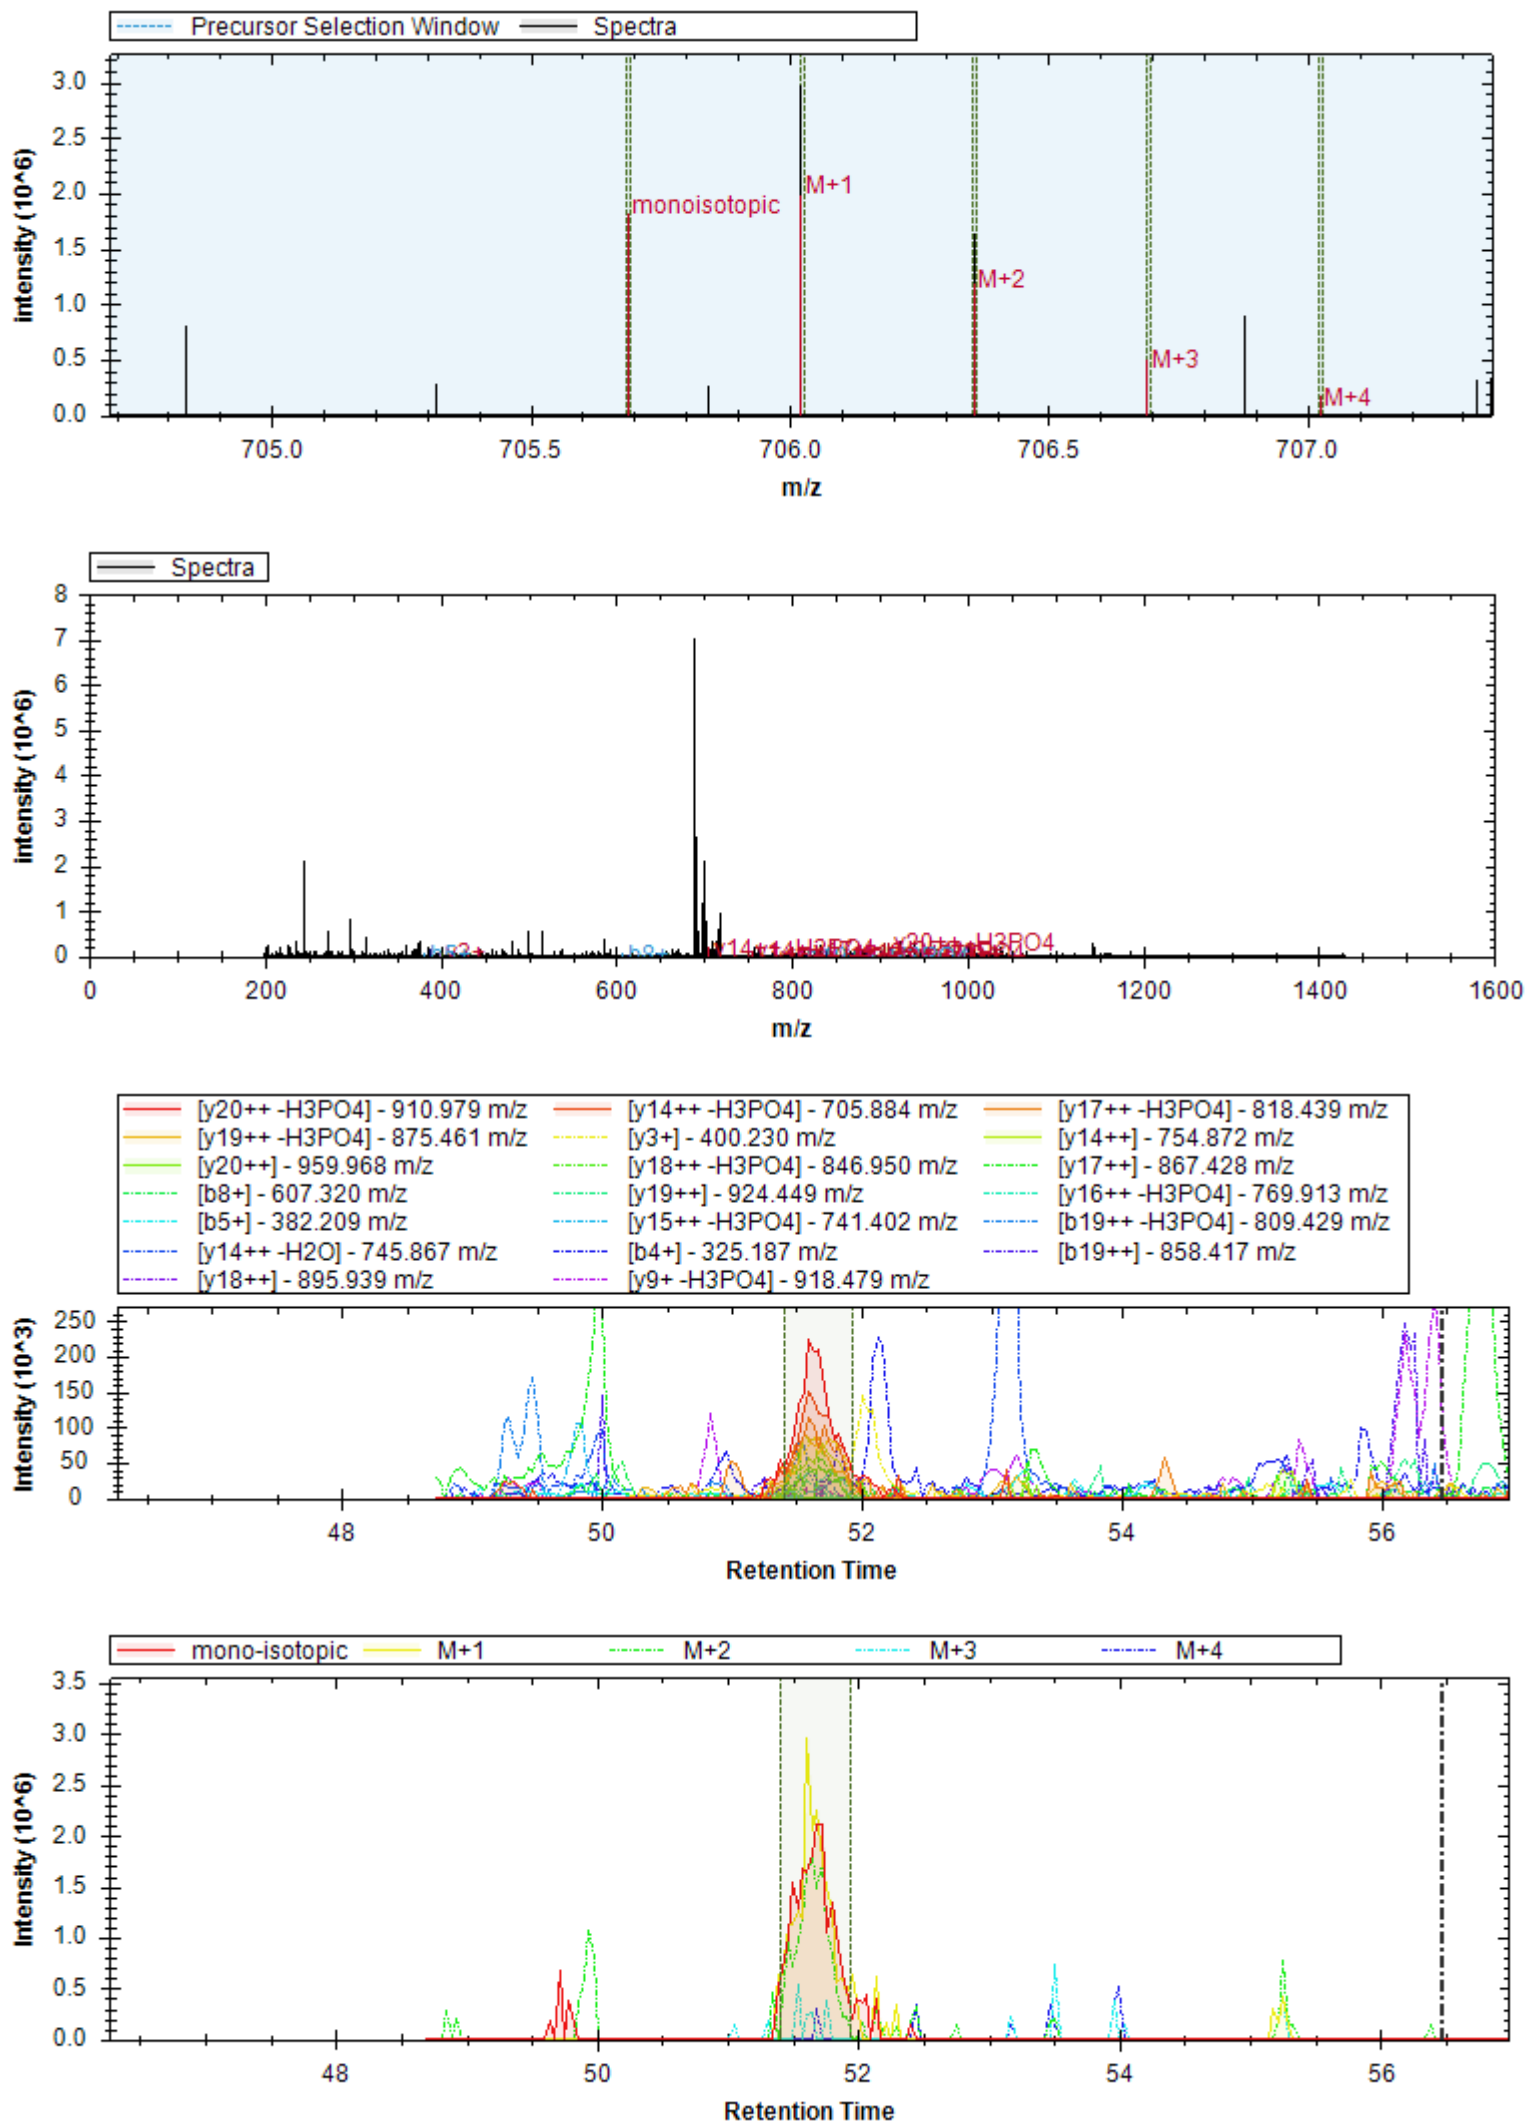 Precursor Selection Window Spectra
intensity (10^6)
3.0
2.5
2.0
1.5
1.0
0.5
0.0
monoisotopic
M+1
M+2
M+3
M+4
705.0 705.5 706.0 706.5 707.0
m/z
Spectra
intensity (10^6)
8
7
6
5
4
3
2
1
0
y20++ -H3PO4
0 200 400 600 800 1000 1200 1400 1600
m/z
[y20++ -H3PO4] - 910.979 m/z [y14++ -H3PO4] - 705.884 m/z [y17++ -H3PO4] - 818.439 m/z
[y19++ -H3PO4] - 875.461 m/z [y3+] - 400.230 m/z [y14++] - 754.872 m/z
[y20++] - 959.968 m/z [y18++ -H3PO4] - 846.950 m/z [y17++] - 867.428 m/z
[b8+] - 607.320 m/z [y19++] - 924.449 m/z [y16++ -H3PO4] - 769.913 m/z
[b5+] - 382.209 m/z [y15++ -H3PO4] - 741.402 m/z [b19++ -H3PO4] - 809.429 m/z
[y14++ -H2O] - 745.867 m/z [b4+] - 325.187 m/z [b19++] - 858.417 m/z
[y18++] - 895.939 m/z [y9+ -H3PO4] - 918.479 m/z
Intensity (10^3)
250
200
150
100
50
0
48 50 52 54 56
Retention Time
mono-isotopic M+1 M+2 M+3 M+4
Intensity (10^6)
3.5
3.0
2.5
2.0
1.5
1.0
0.5
0.0
48 50 52 54 56
Retention Time